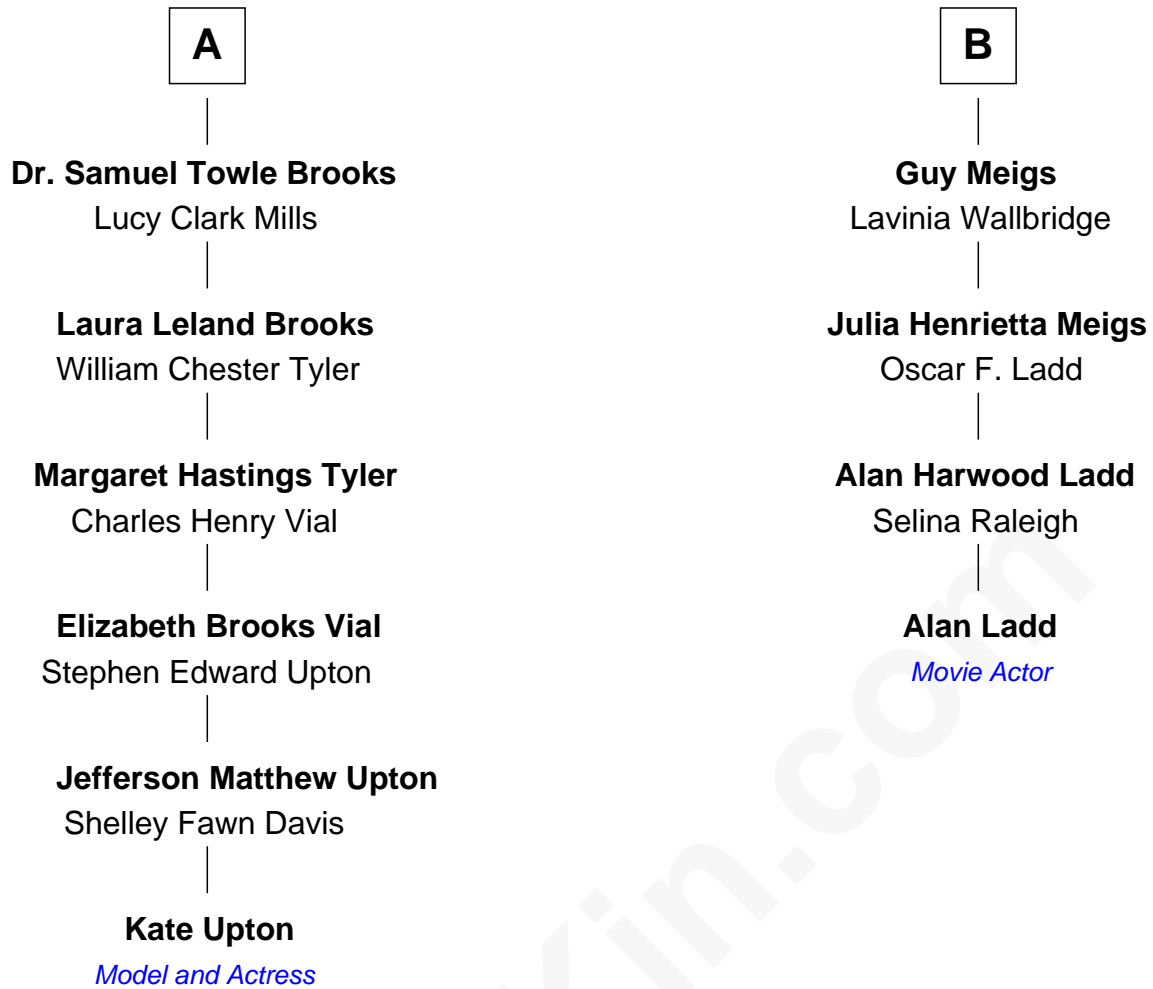 A
Dr. Samuel Towle Brooks
Lucy Clark Mills
Laura Leland Brooks
William Chester Tyler
Margaret Hastings Tyler
Charles Henry Vial
Elizabeth Brooks Vial
Stephen Edward Upton
Jefferson Matthew Upton
Shelley Fawn Davis
Kate Upton
Model and Actress
B
Guy Meigs
Lavinia Wallbridge
Julia Henrietta Meigs
Oscar F. Ladd
Alan Harwood Ladd
Selina Raleigh
Alan Ladd
Movie Actor
Kin.com